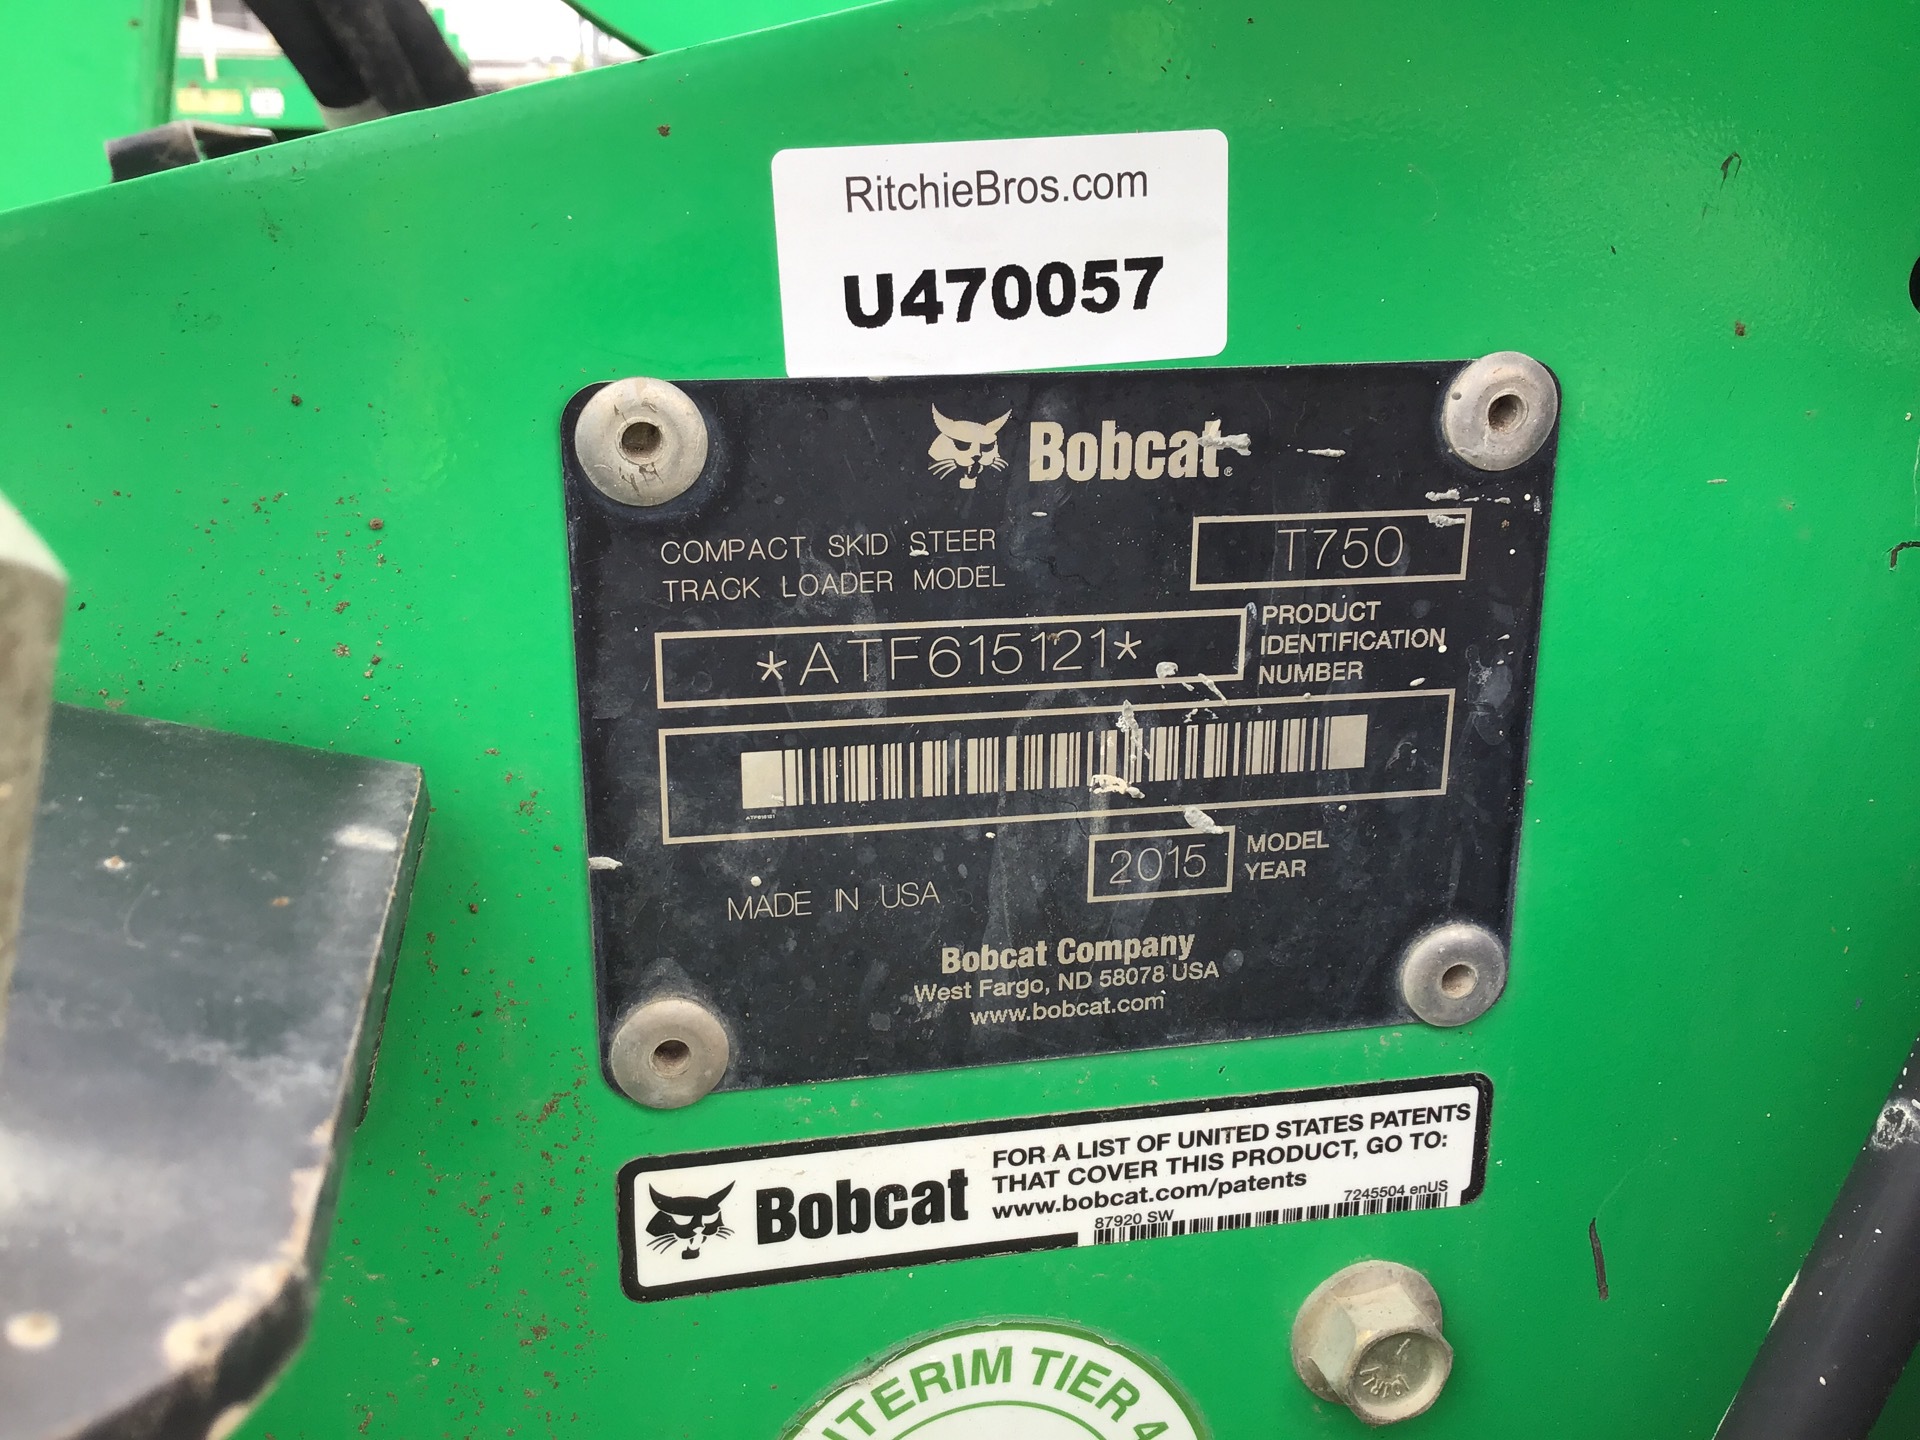 RitchieBros.com
U470057
Bobcat®
COMPACT SKID STEER
TRACK LOADER MODEL
T750
*ATF615121*
PRODUCT
IDENTIFICATION
NUMBER
ATF615121
2015
MODEL
YEAR
MADE IN USA
Bobcat Company
West Fargo, ND 58078 USA
www.bobcat.com
Bobcat
FOR A LIST OF UNITED STATES PATENTS
THAT COVER THIS PRODUCT, GO TO:
www.bobcat.com/patents
7245504 enUS
87920 SW
INTERIM TIER 4